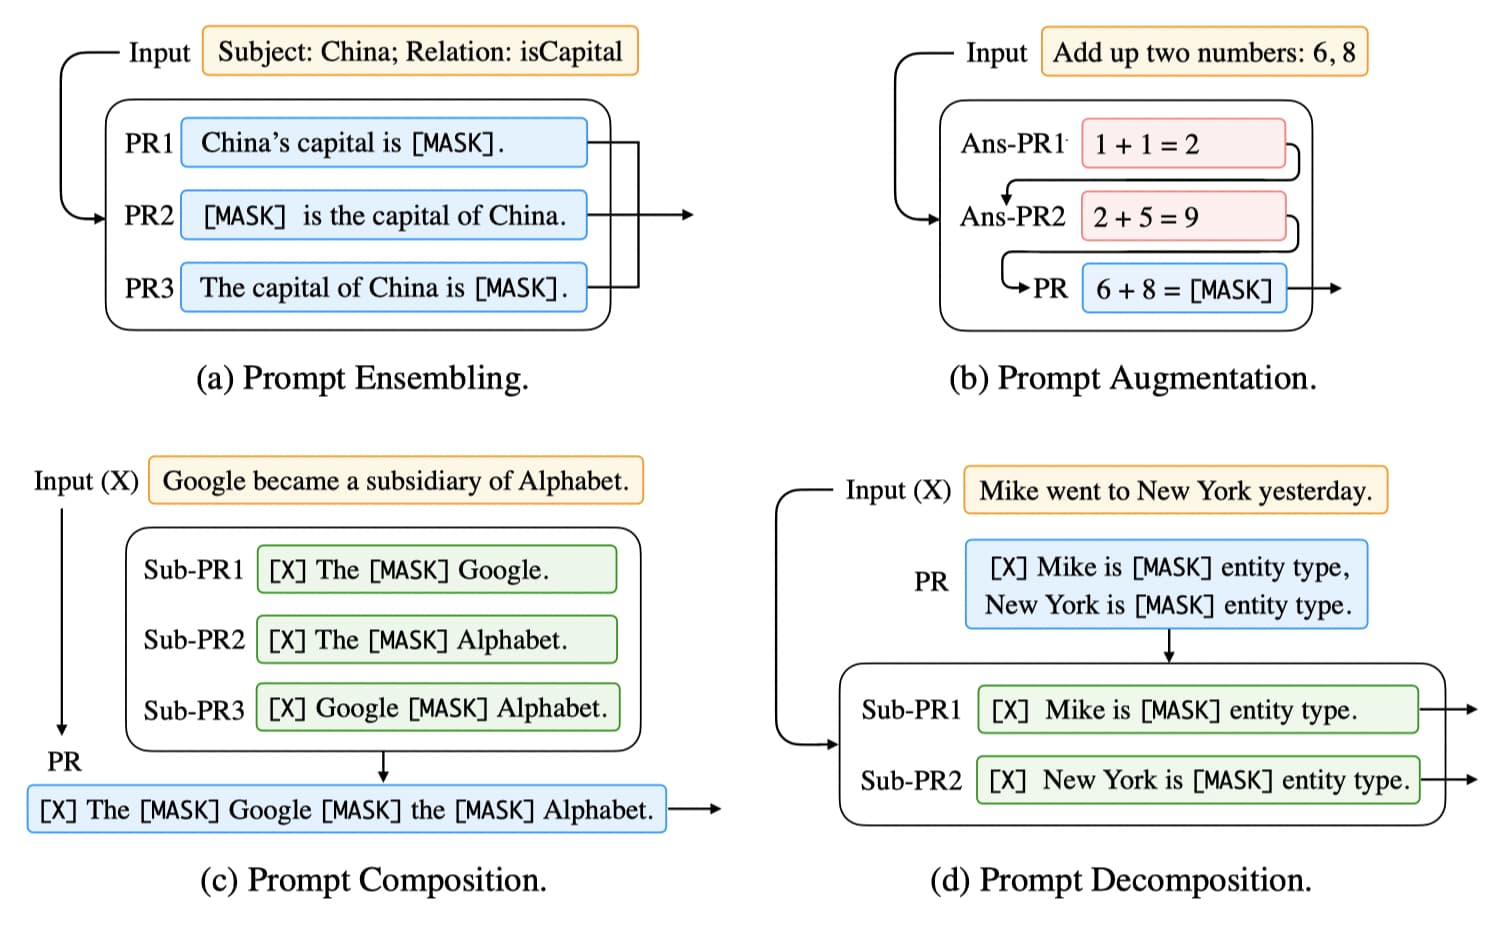 Input Subject: China; Relation: isCapital
PR1 China’s capital is [MASK].
PR2 [MASK] is the capital of China.
PR3 The capital of China is [MASK].
(a) Prompt Ensembling.
Input Add up two numbers: 6, 8
Ans-PR1 1 + 1 = 2
Ans-PR2 2 + 5 = 9
PR 6 + 8 = [MASK]
(b) Prompt Augmentation.
Input (X) Google became a subsidiary of Alphabet.
Sub-PR1 [X] The [MASK] Google.
Sub-PR2 [X] The [MASK] Alphabet.
Sub-PR3 [X] Google [MASK] Alphabet.
PR
[X] The [MASK] Google [MASK] the [MASK] Alphabet.
(c) Prompt Composition.
Input (X) Mike went to New York yesterday.
PR [X] Mike is [MASK] entity type,
New York is [MASK] entity type.
Sub-PR1 [X] Mike is [MASK] entity type.
Sub-PR2 [X] New York is [MASK] entity type.
(d) Prompt Decomposition.